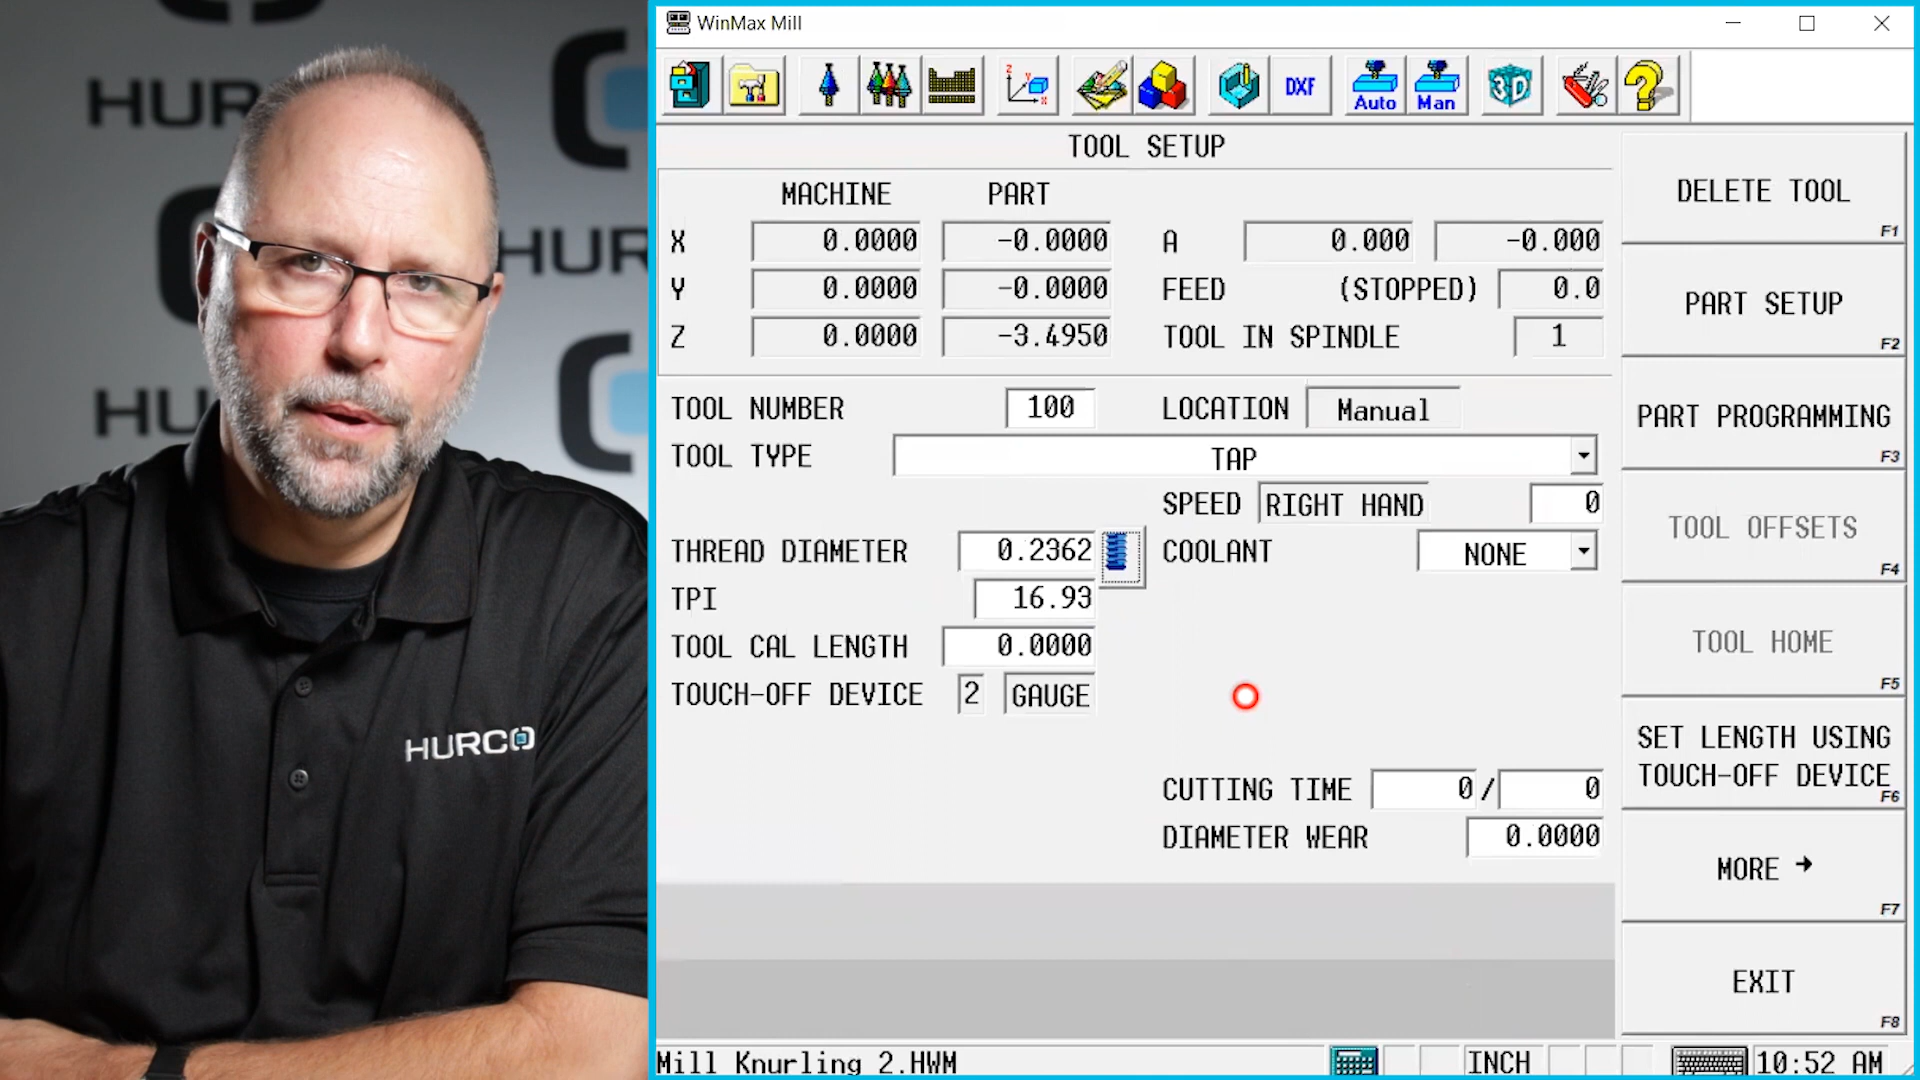 HURCO
HUR
HUR
HU
HURCO
WinMax Mill
DXF
Auto
Man
3D
TOOL SETUP
MACHINE PART
X 0.0000 -0.0000 A 0.000 -0.000
Y 0.0000 -0.0000 FEED (STOPPED) 0.0
Z 0.0000 -3.4950 TOOL IN SPINDLE 1
TOOL NUMBER 100 LOCATION Manual
TOOL TYPE TAP
SPEED RIGHT HAND 0
THREAD DIAMETER 0.2362 COOLANT NONE
TPI 16.93
TOOL CAL LENGTH 0.0000
TOUCH-OFF DEVICE 2 GAUGE
CUTTING TIME 0 / 0
DIAMETER WEAR 0.0000
DELETE TOOL F1
PART SETUP F2
PART PROGRAMMING F3
TOOL OFFSETS F4
TOOL HOME F5
SET LENGTH USING
TOUCH-OFF DEVICE F6
MORE → F7
EXIT F8
Mill Knurling 2.HWM INCH 10:52 AM